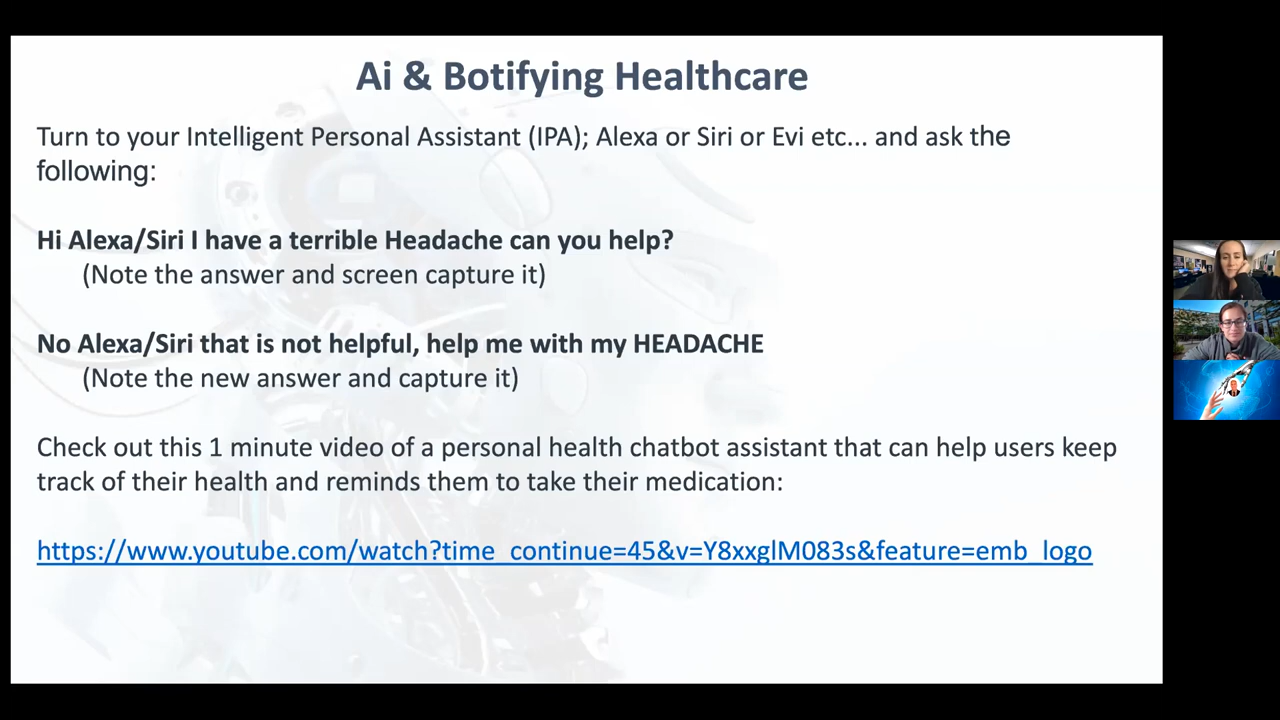 Ai & Botifying Healthcare
Turn to your Intelligent Personal Assistant (IPA); Alexa or Siri or Evi etc... and ask the
following:
Hi Alexa/Siri I have a terrible Headache can you help?
(Note the answer and screen capture it)
No Alexa/Siri that is not helpful, help me with my HEADACHE
(Note the new answer and capture it)
Check out this 1 minute video of a personal health chatbot assistant that can help users keep
track of their health and reminds them to take their medication:
https://www.youtube.com/watch?time_continue=45&v=Y8xxglM083s&feature=emb_logo